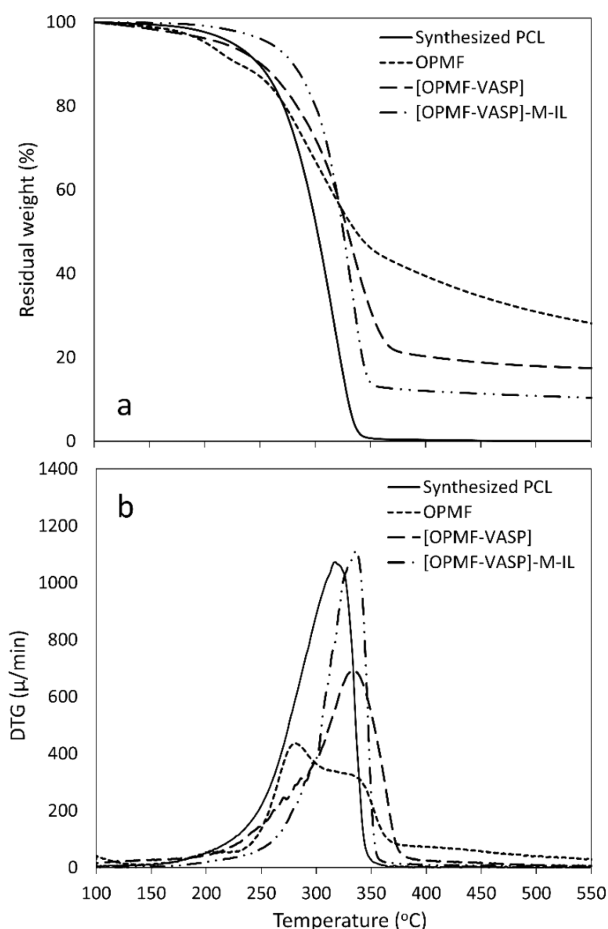 100
80
60
40
20
0
Residual weight (%)
Synthesized PCL
OPMF
[OPMF-VASP]
[OPMF-VASP]-M-IL
a
1400
1200
1000
800
600
400
200
0
DTG (µ/min)
b
Synthesized PCL
OPMF
[OPMF-VASP]
[OPMF-VASP]-M-IL
100 150 200 250 300 350 400 450 500 550
Temperature (ºC)